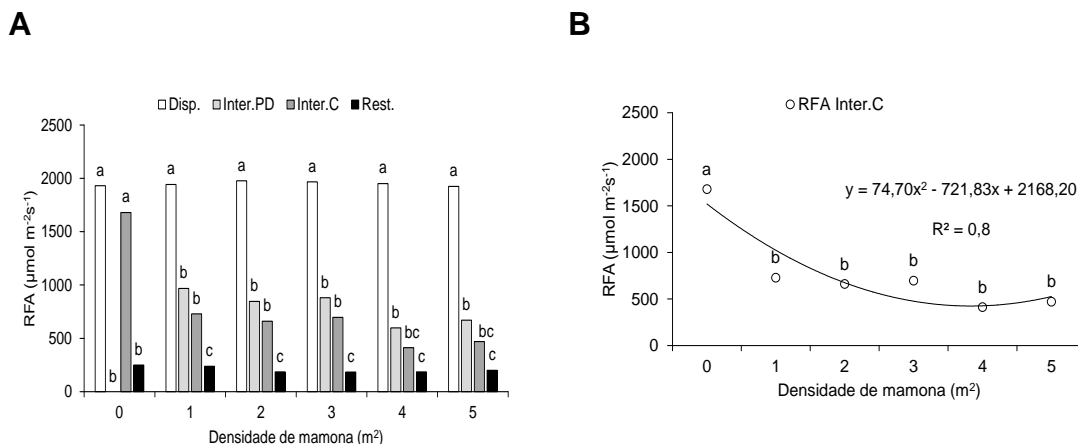 A
Disp. Inter.PD Inter.C Rest.
RFA (µmol m⁻²s⁻¹)
2500
2000
1500
1000
500
0
a a a a a a
b a b
b b c
b b c
b b c
b bc c
b bc c
0 1 2 3 4 5
Densidade de mamona (m²)
B
RFA Inter.C
RFA (µmol m⁻²s⁻¹)
2500
2000
1500
1000
500
0
a b b b b b
y = 74,70x² - 721,83x + 2168,20
R² = 0,8
0 1 2 3 4 5
Densidade de mamona (m²)